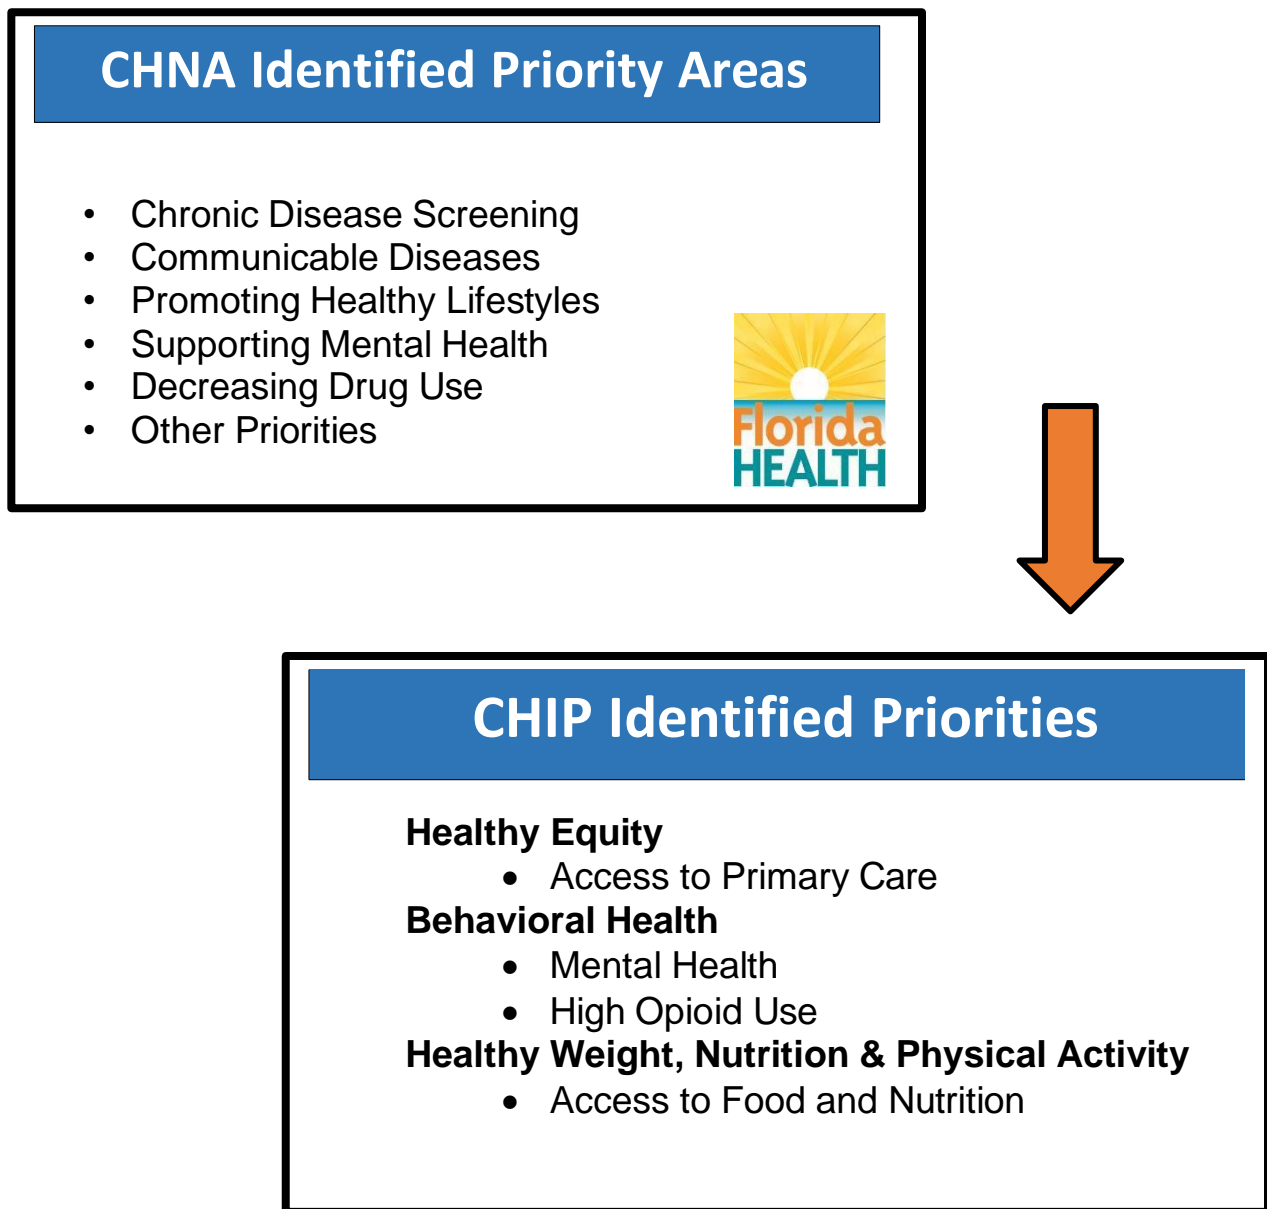 CHNA Identified Priority Areas
• Chronic Disease Screening
• Communicable Diseases
• Promoting Healthy Lifestyles
• Supporting Mental Health
• Decreasing Drug Use
• Other Priorities
Florida
HEALTH
CHIP Identified Priorities
Healthy Equity
• Access to Primary Care
Behavioral Health
• Mental Health
• High Opioid Use
Healthy Weight, Nutrition & Physical Activity
• Access to Food and Nutrition